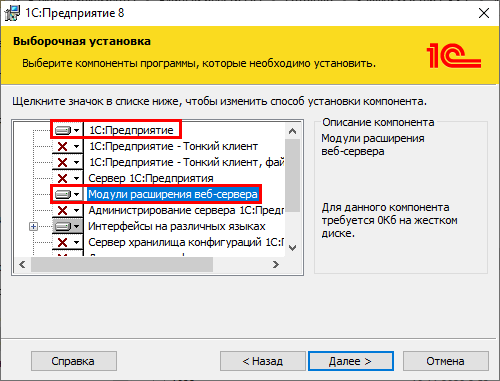 1С:Предприятие 8
Выборочная установка
Выберите компоненты программы, которые необходимо установить.
1С
Щелкните значок в списке ниже, чтобы изменить способ установки компонента.
1С:Предприятие
1С:Предприятие - Тонкий клиент
1С:Предприятие - Тонкий клиент, фай
Сервер 1С:Предприятия
Модули расширения веб-сервера
Администрирование сервера 1С:Пред
Интерфейсы на различных языках
Сервер хранилища конфигураций 1С:П
Описание компонента
Модули расширения
веб-сервера
Для данного компонента
требуется 0Кб на жестком
диске.
Справка
< Назад
Далее >
Отмена